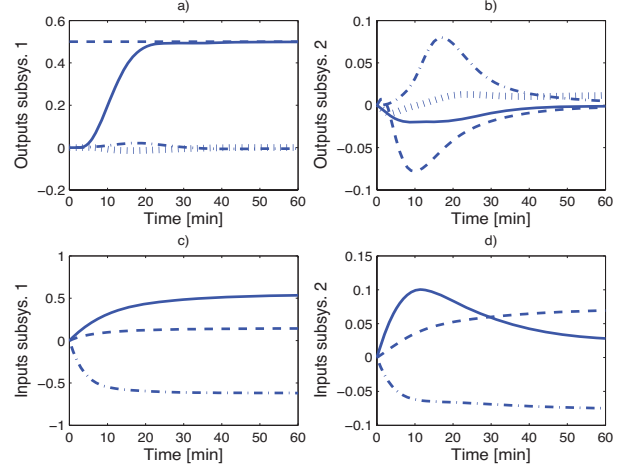 a)
Outputs subsys. 1
0.6
0.4
0.2
0
−0.2
0 10 20 30 40 50 60
Time [min]
b)
Outputs subsys. 2
0.1
0.05
0
−0.05
−0.1
0 10 20 30 40 50 60
Time [min]
c)
Inputs subsys. 1
1
0.5
0
−0.5
−1
0 10 20 30 40 50 60
Time [min]
d)
Inputs subsys. 2
0.15
0.1
0.05
0
−0.05
−0.1
0 10 20 30 40 50 60
Time [min]